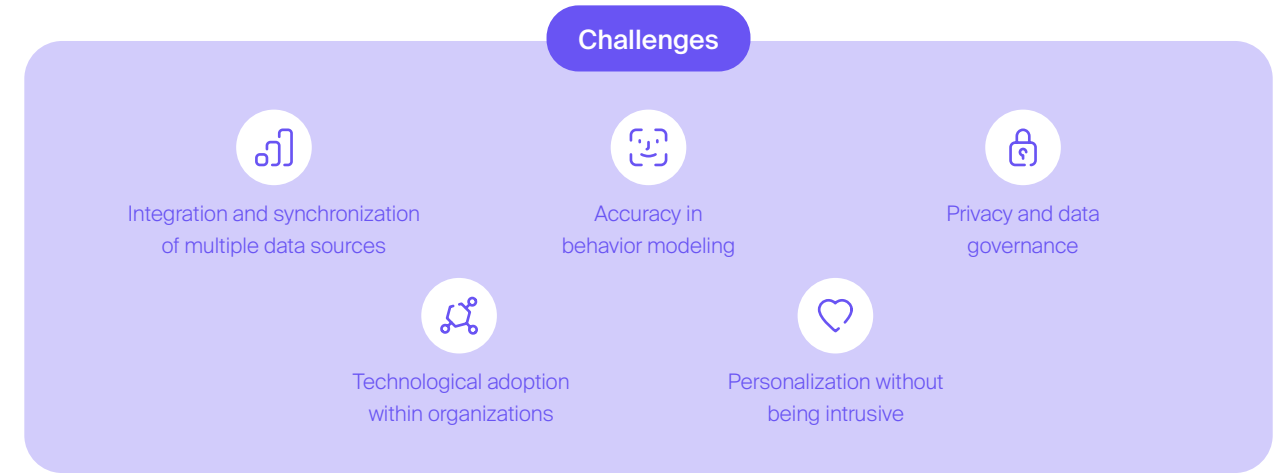 Challenges
Integration and synchronization
of multiple data sources
Accuracy in
behavior modeling
Privacy and data
governance
Technological adoption
within organizations
Personalization without
being intrusive